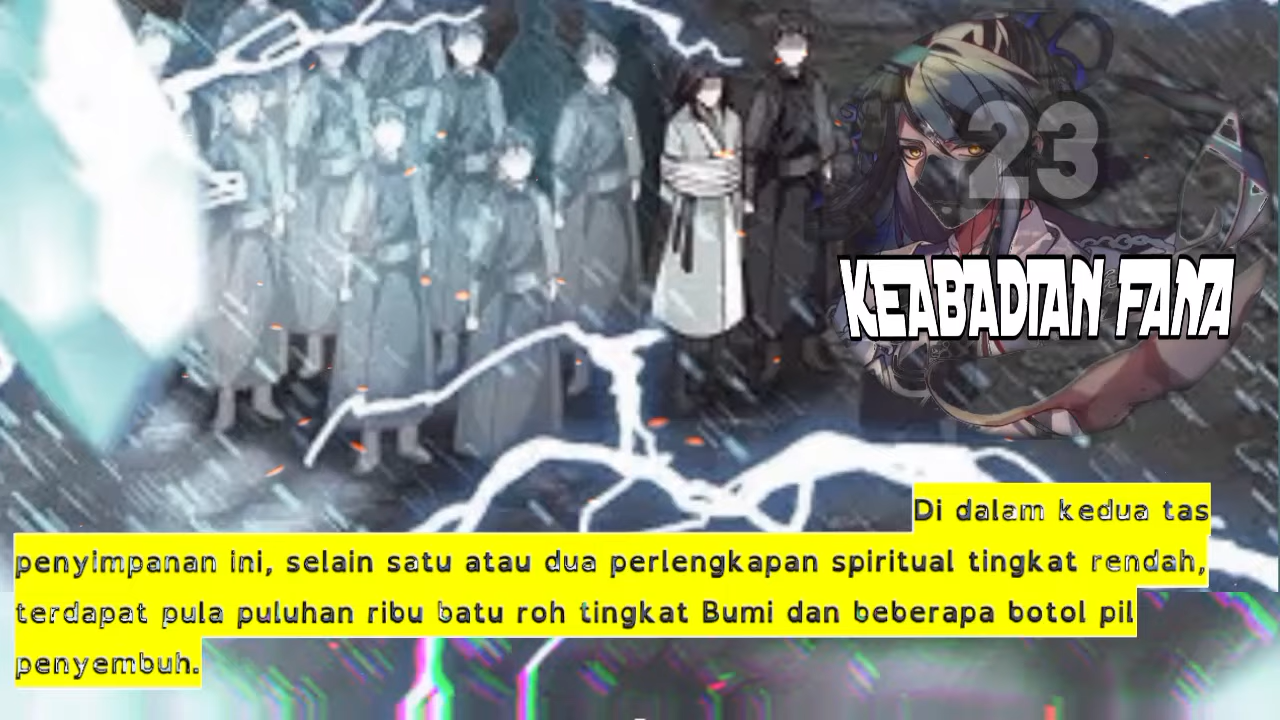 23
KEABADIAN FANA
Di dalam kedua tas
penyimpanan ini, selain satu atau dua perlengkapan spiritual tingkat rendah,
terdapat pula puluhan ribu batu roh tingkat Bumi dan beberapa botol pil
penyembuh.